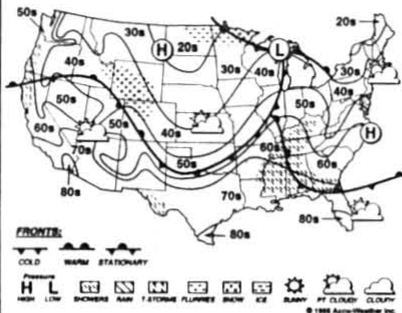 50s
20s
30s
H
20s
L
40s
30s
40s
30s
40s
50s
50s
50s
40s
H
60s
60s
70s
50s
60s
80s
70s
80s
80s
FRONTS:
COLD WARM STATIONARY
Pressure
H L
HIGH LOW SHOWERS RAIN T-STORMS FLURRIES SNOW ICE SUNNY PT. CLOUDY CLOUDY
Accu-Weather, Inc.